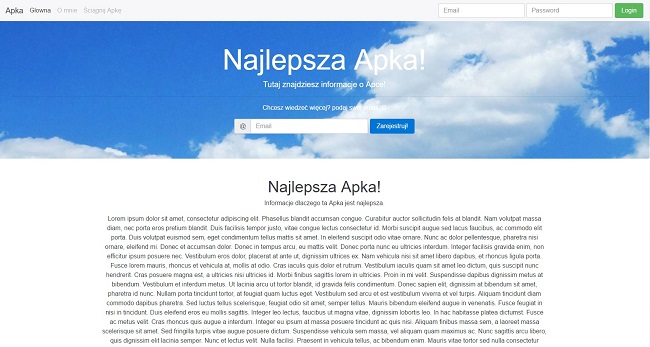 Apka Głowna O mnie Ściągnij Apkę Email Password Login
Najlepsza Apka!
Tutaj znajdziesz informacje o Apce!
Chcesz wiedzeć więcej? podaj swój
@ Email Zarejestruj!
Najlepsza Apka!
Informacje dlaczego ta Apka jest najlepsza.
Lorem ipsum dolor sit amet, consectetur adipiscing elit. Phasellus blandit accumsan congue. Curabitur auctor sollicitudin felis at blandit. Nam volutpat massa
diam, nec porta eros pretium blandit. Duis facilisis tempor justo, vitae congue lectus consectetur id. Morbi suscipit augue sed lacus faucibus, ac commodo elit
porta. Duis volutpat euismod sem, eget condimentum tellus mattis sit amet. In eleifend suscipit odio vitae ornare. Nunc ac dolor pellentesque, pharetra nisi
ornare, eleifend mi. Donec et accumsan dolor. Donec in tempus arcu, eu mattis velit. Donec porta nunc eu ultrices interdum. Integer facilisis gravida enim, non
efficitur ipsum posuere nec. Vestibulum eros dolor, placerat at ante ut, dignissim ultrices ex. Nam vehicula nisi sit amet libero dapibus, et rhoncus ligula porta.
Fusce lorem mauris, rhoncus et vehicula at, mollis at odio. Cras iaculis quis dolor et rutrum. Vestibulum iaculis quam sit amet leo dictum, quis suscipit nunc
hendrerit. Cras posuere magna est, a ultrices nisi ultricies id. Morbi finibus sagittis lorem in ultrices. Proin in mi velit. Suspendisse dapibus dignissim metus at
bibendum. Vestibulum et interdum metus. Ut lacinia arcu ut tortor blandit, id gravida felis condimentum. Donec sapien elit, dignissim at bibendum sit amet,
pharetra id nunc. Nullam porta tincidunt tortor, at feugiat quam luctus eget. Vestibulum sed arcu et est vestibulum viverra et vel turpis. Aliquam tincidunt diam
commodo dapibus pharetra. Sed luctus tellus scelerisque, feugiat odio sit amet, semper tellus. Mauris bibendum eleifend augue in venenatis. Fusce feugiat in
nisi in tincidunt. Duis eleifend eros eu mollis sagittis. Integer leo lectus, faucibus ut magna vitae, dignissim lobortis leo. In hac habitasse platea dictumst. Fusce
ac metus velit. Cras rhoncus quis augue a interdum. Integer eu ipsum at massa posuere tincidunt ac quis nisi. Aliquam finibus massa sem, a laoreet massa
scelerisque sit amet. Sed fringilla turpis vitae augue posuere dictum. Suspendisse vehicula sem massa, vel aliquam quam maximus ac. Nunc sagittis arcu libero,
quis dignissim elit lacinia semper. Nunc et lectus velit. Nulla facilisi. Praesent in vehicula tellus, ac bibendum enim. Mauris vitae tortor sed nulla consectetur